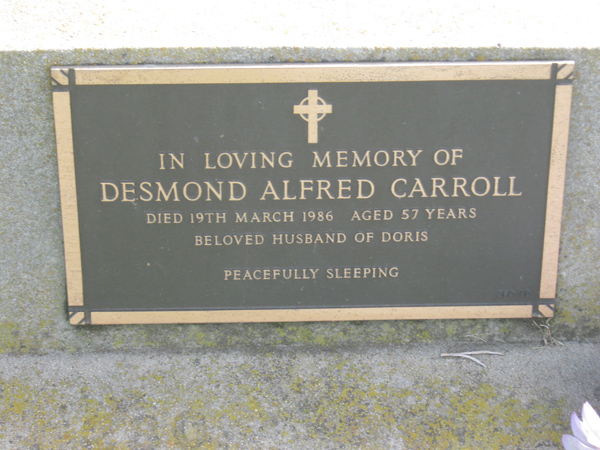 IN LOVING MEMORY OF
DESMOND ALFRED CARROLL
DIED 19TH MARCH 1986 AGED 57 YEARS
BELOVED HUSBAND OF DORIS
PEACEFULLY SLEEPING